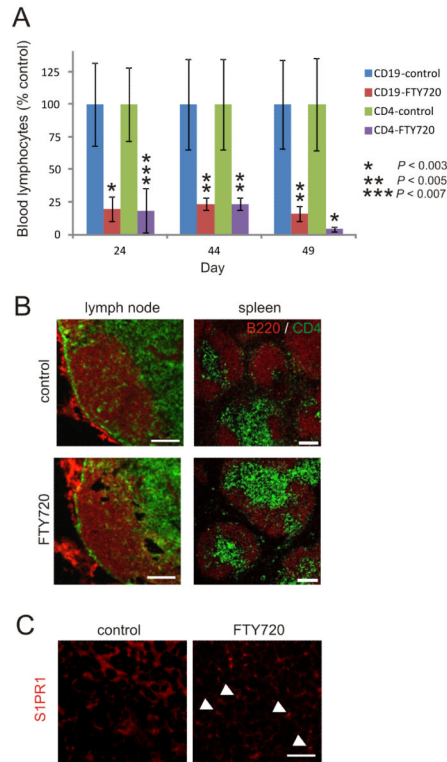 A
Blood lymphocytes (% control)
125
100
75
50
25
0
* *** ** ** ** *
24 44 49
Day
CD19-control
CD19-FTY720
CD4-control
CD4-FTY720
* P < 0.003
** P < 0.005
*** P < 0.007
B
lymph node spleen
B220 / CD4
control
FTY720
C
control FTY720
S1PR1